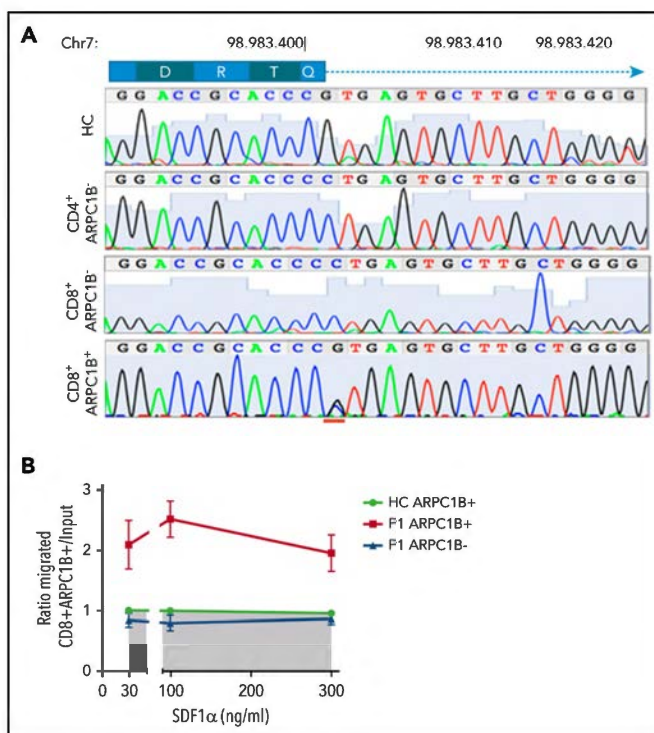 A
Chr7: 98.983.400| 98.983.410 98.983.420
D R T Q
G G A C C G C A C C C G T G A G T G C T T G C T G G G G
HC
G G A C C G C A C C C C T G A G T G C T T G C T G G G G
CD4+
ARPC1B-
G G A C C G C A C C C C T G A G T G C T T G C T G G G G
CD8+
ARPC1B-
G G A C C G C A C C C G T G A G T G C T T G C T G G G G
CD8+
ARPC1B+
B
Ratio migrated
CD8+ARPC1B+/Input
3
2
1
0
0 30 100 200 300
SDF1α (ng/ml)
HC ARPC1B+
P1 ARPC1B+
P1 ARPC1B-